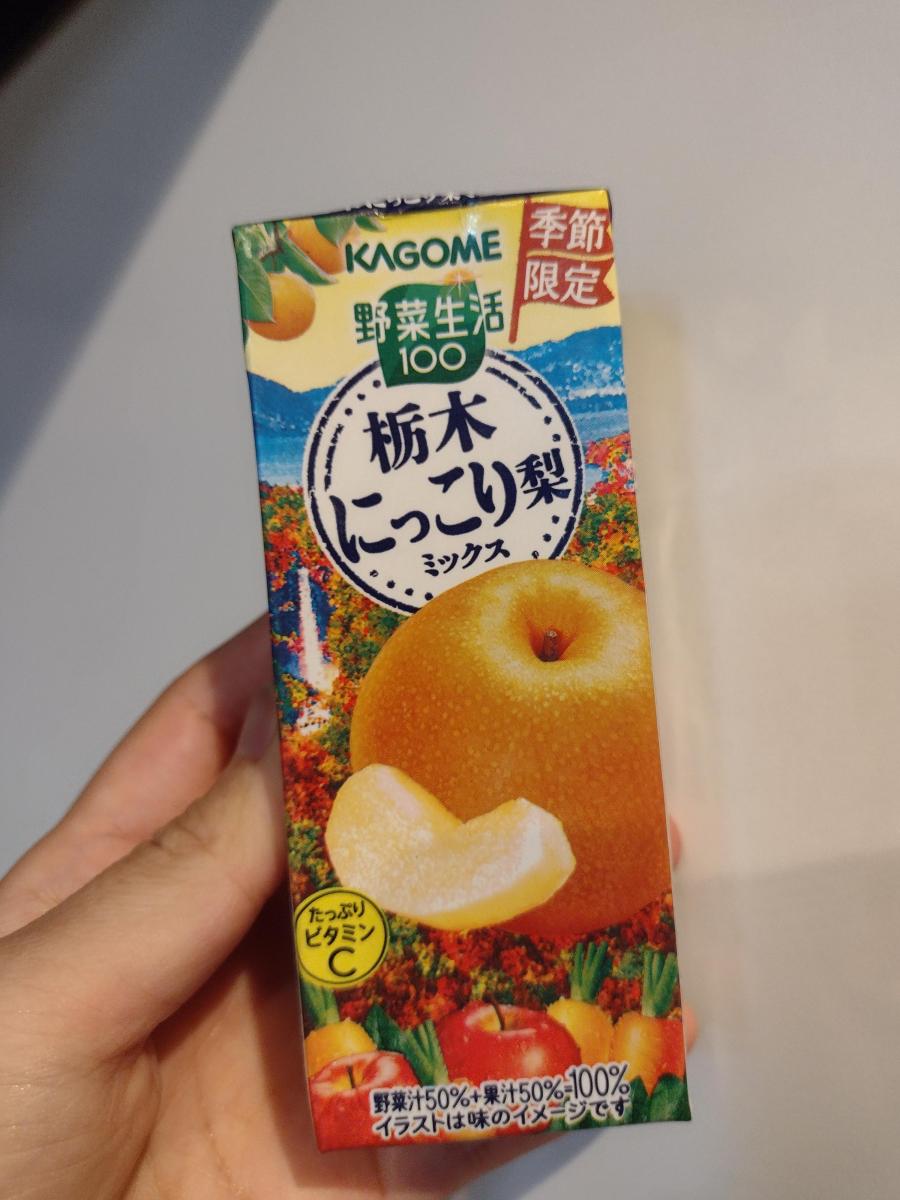 KAGOME
季節
限定
野菜生活
100
栃木
にっこり梨
ミックス
たっぷり
ビタミン
C
野菜汁50%+果汁50%=100%
イラストは味のイメージです